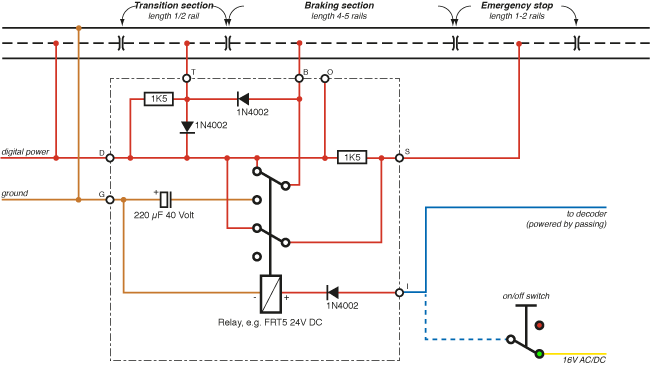 Transition section
length 1/2 rail
Braking section
length 4-5 rails
Emergency stop
length 1-2 rails
T
B
O
1K5
1N4002
1N4002
digital power
D
1K5
S
ground
G
+
220 µF 40 Volt
to decoder
(powered by passing)
I
- +
1N4002
on/off switch
Relay, e.g. FRT5 24V DC
16V AC/DC